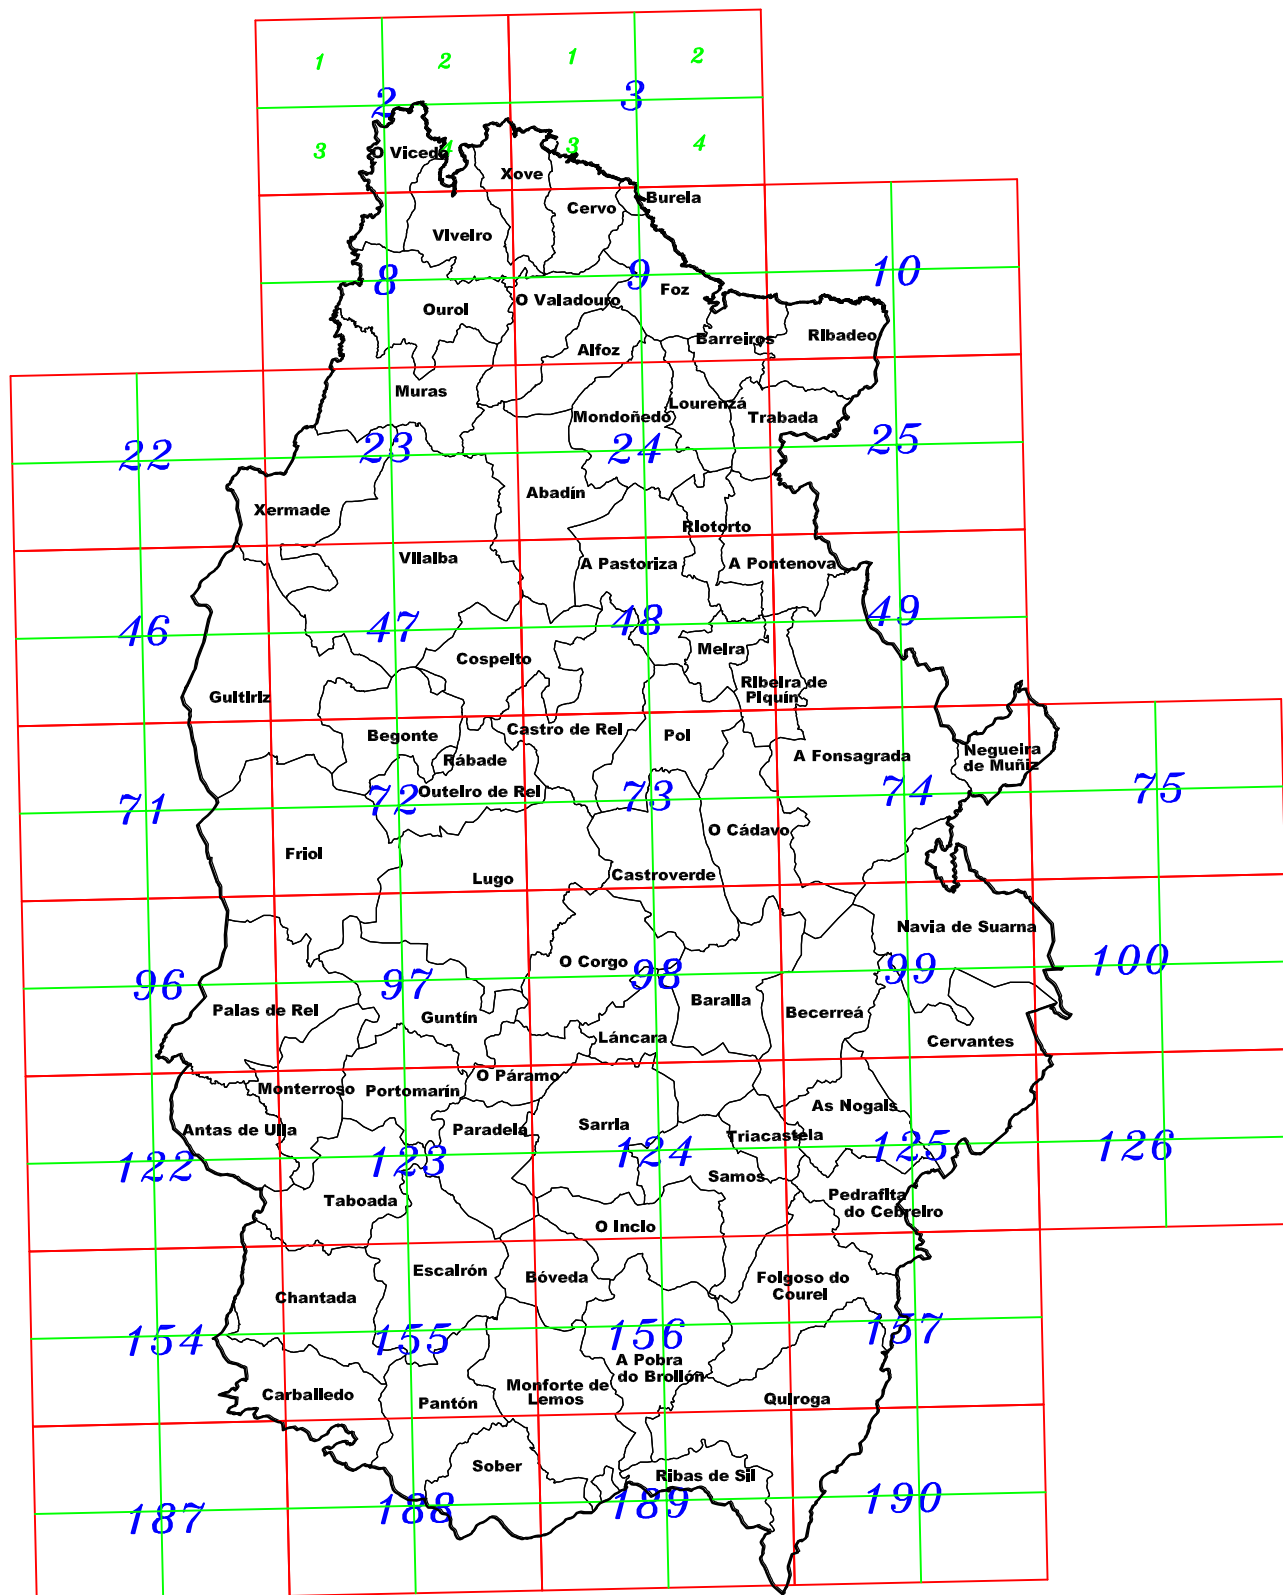 1
2
1
2
2
3
3
4
3
4
O Vicedo
Xove
Burela
Cervo
Viveiro
8
9
10
O Valadouro
Foz
Ourol
Barreiros
Ribadeo
Alfoz
Muras
Lourenzá
Mondoñedo
Trabada
22
23
24
25
Abadín
Xermade
Riotorto
Vilalba
A Pastoriza
A Pontenova
46
47
48
49
Meira
Cospeito
Ribeira de
Piquín
Guitiriz
Begonte
Castro de Rei
Pol
Rábade
A Fonsagrada
Negueira
de Muñiz
71
72
Outeiro de Rei
73
74
75
O Cádavo
Friol
Lugo
Castroverde
Navia de Suarna
O Corgo
96
97
98
99
100
Palas de Rei
Guntín
Baralla
Becerreá
Láncara
Cervantes
Monterroso
Portomarín
O Páramo
As Nogais
Antas de Ulla
Paradela
Sarria
Triacastela
122
123
124
125
126
Samos
Taboada
Pedrafita
do Cebreiro
O Incio
Escairón
Bóveda
Folgoso do
Courel
Chantada
154
155
156
157
A Pobra
do Brollón
Carballedo
Pantón
Monforte de
Lemos
Quiroga
Sober
Ribas de Sil
187
188
189
190